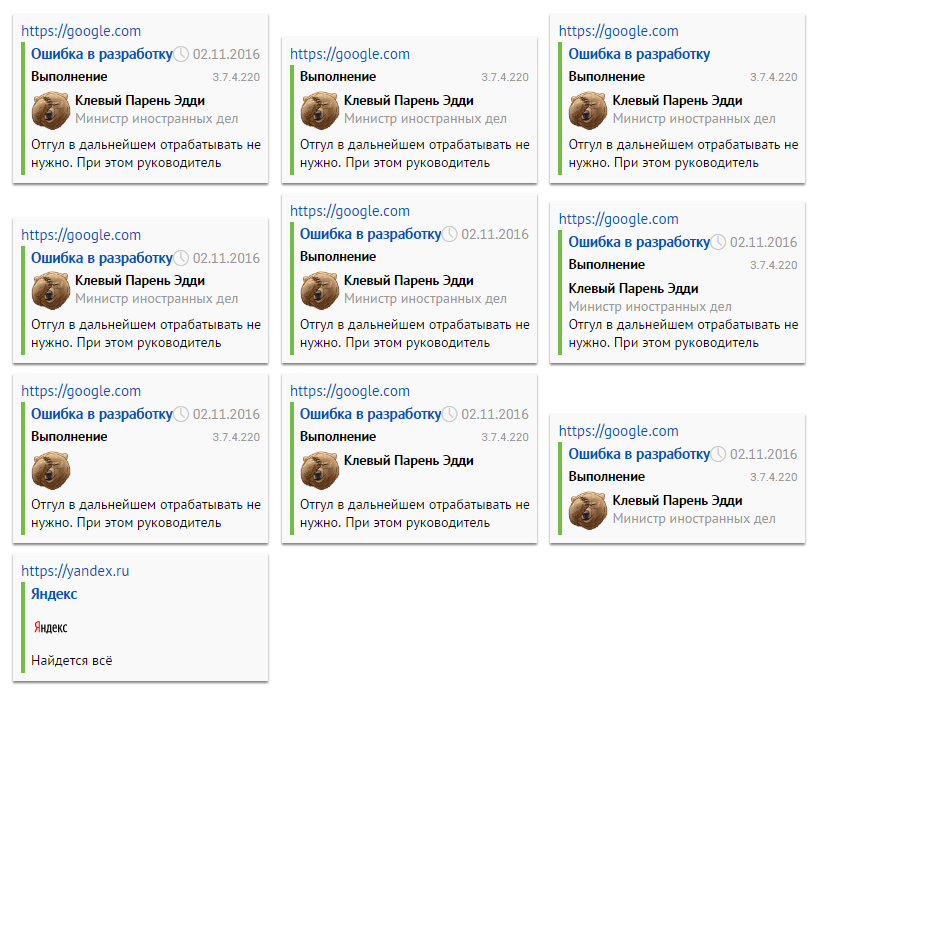 https://google.com
Ошибка в разработку 02.11.2016
Выполнение 3.7.4.220
Клевый Парень Эдди
Министр иностранных дел
Отгул в дальнейшем отрабатывать не
нужно. При этом руководитель
https://google.com
Выполнение 3.7.4.220
Клевый Парень Эдди
Министр иностранных дел
Отгул в дальнейшем отрабатывать не
нужно. При этом руководитель
https://google.com
Ошибка в разработку
Выполнение 3.7.4.220
Клевый Парень Эдди
Министр иностранных дел
Отгул в дальнейшем отрабатывать не
нужно. При этом руководитель
https://google.com
Ошибка в разработку 02.11.2016
Клевый Парень Эдди
Министр иностранных дел
Отгул в дальнейшем отрабатывать не
нужно. При этом руководитель
https://google.com
Ошибка в разработку 02.11.2016
Выполнение
Клевый Парень Эдди
Министр иностранных дел
Отгул в дальнейшем отрабатывать не
нужно. При этом руководитель
https://google.com
Ошибка в разработку 02.11.2016
Выполнение 3.7.4.220
Клевый Парень Эдди
Министр иностранных дел
Отгул в дальнейшем отрабатывать не
нужно. При этом руководитель
https://google.com
Ошибка в разработку 02.11.2016
Выполнение 3.7.4.220
Отгул в дальнейшем отрабатывать не
нужно. При этом руководитель
https://google.com
Ошибка в разработку 02.11.2016
Выполнение 3.7.4.220
Клевый Парень Эдди
Отгул в дальнейшем отрабатывать не
нужно. При этом руководитель
https://google.com
Ошибка в разработку 02.11.2016
Выполнение 3.7.4.220
Клевый Парень Эдди
Министр иностранных дел
https://yandex.ru
Яндекс
Яндекс
Найдется всё